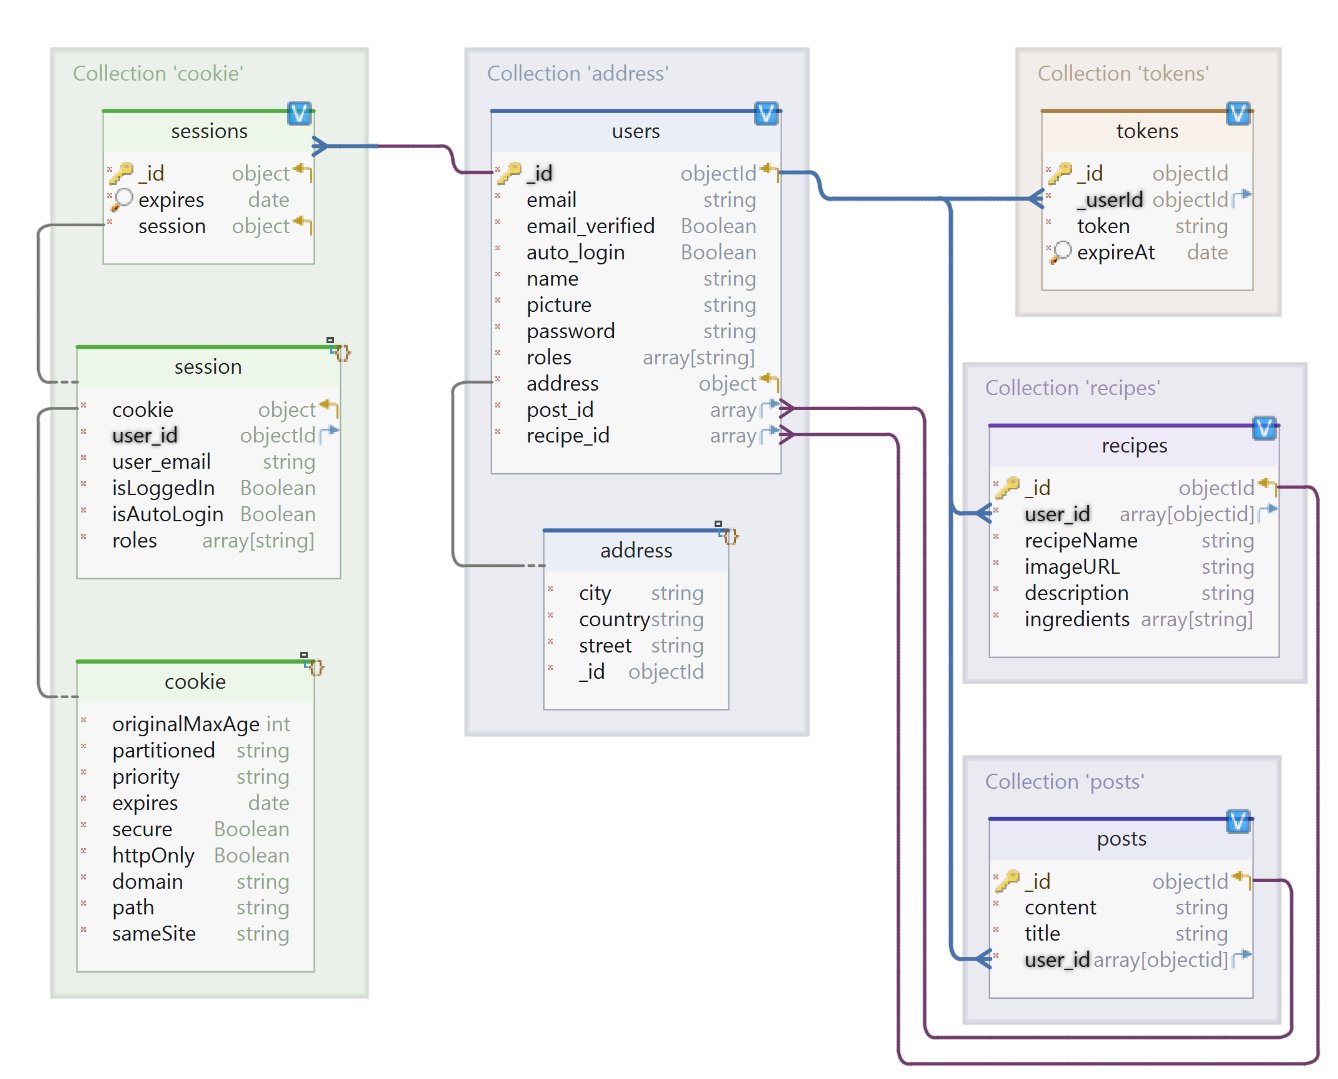 Collection 'cookie'
sessions
_id object
expires date
session object
session
cookie object
user_id objectId
user_email string
isLoggedIn Boolean
isAutoLogin Boolean
roles array[string]
cookie
originalMaxAge int
partitioned string
priority string
expires date
secure Boolean
httpOnly Boolean
domain string
path string
sameSite string
Collection 'address'
users
_id objectId
email string
email_verified Boolean
auto_login Boolean
name string
picture string
password string
roles array[string]
address object
post_id array
recipe_id array
address
city string
country string
street string
_id objectId
Collection 'tokens'
tokens
_id objectId
_userId objectId
token string
expireAt date
Collection 'recipes'
recipes
_id objectId
user_id array[objectid]
recipeName string
imageURL string
description string
ingredients array[string]
Collection 'posts'
posts
_id objectId
content string
title string
user_id array[objectid]